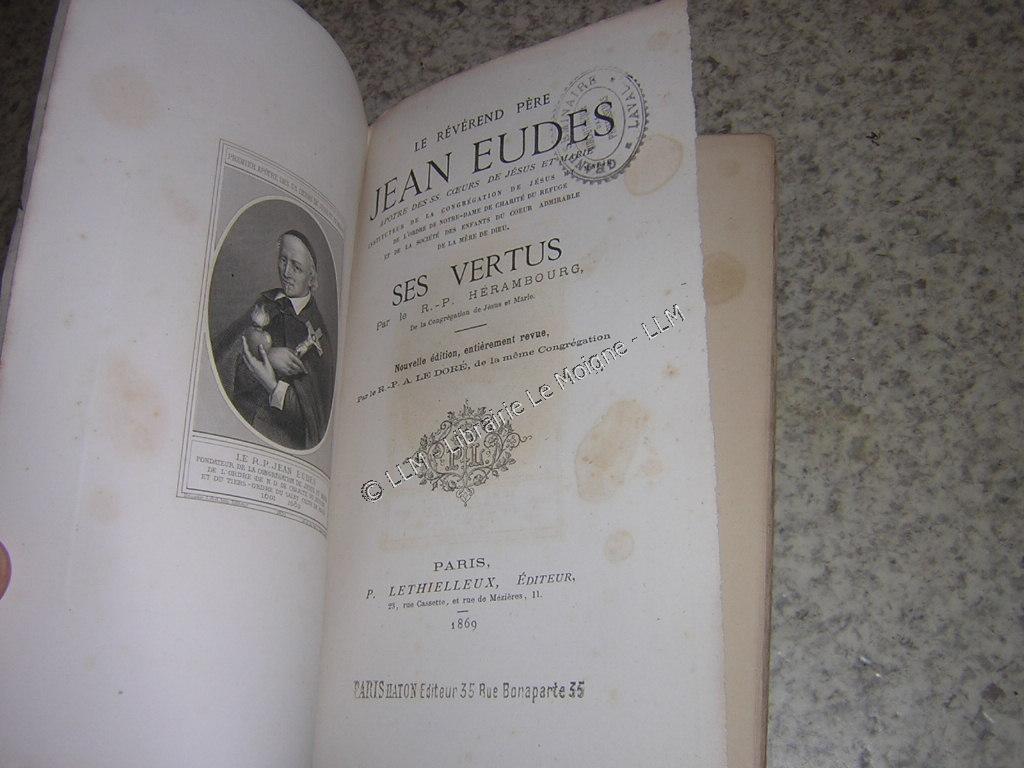 LE R. P. JEAN EUDES
LE RÉVÉREND PÈRE
JEAN EUDES
APOTRE DES SS. CŒURS DE JÉSUS ET MARIE
INSTITUTEUR DE LA CONGRÉGATION DE JÉSUS
DE L'ORDRE DE NOTRE-DAME DE CHARITÉ DU REFUGE
ET DE LA SOCIÉTÉ DES ENFANTS DU CŒUR ADMIRABLE
DE LA MÈRE DE DIEU.
SES VERTUS
Par le R.-P. HÉRAMBOURG,
De la Congrégation de Jésus et Marie.
Nouvelle édition, entièrement revue,
Par le R.-P. A. LE DORÉ, de la même Congrégation
PARIS,
P. LETHIELLEUX, ÉDITEUR,
23, rue Cassette, et rue de Mézières, 11.
1869
PARIS HATON Editeur 35 Rue Bonaparte 35
LAVAL
© LLM - Librairie Le Moigne - LLM